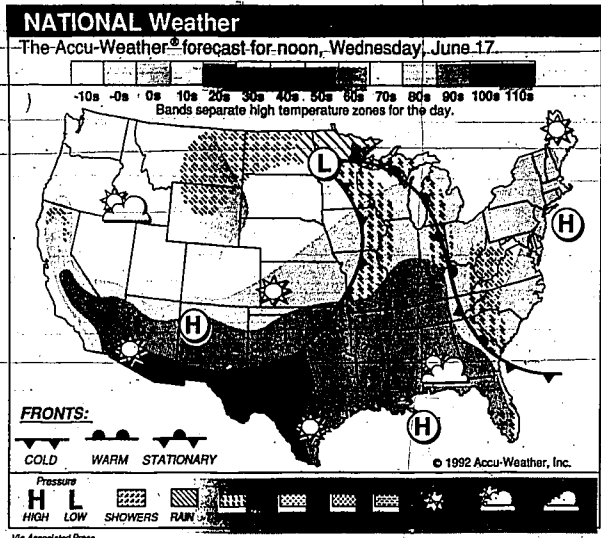 NATIONAL Weather
The Accu-Weather® forecast for noon, Wednesday, June 17.
-10s -0s 0s 10s 20s 30s 40s 50s 60s 70s 80s 90s 100s 110s
Bands separate high temperature zones for the day.
L
H
H
H
FRONTS:
COLD WARM STATIONARY
© 1992 Accu-Weather, Inc.
Pressure
H L
HIGH LOW SHOWERS RAIN
Via Associated Press